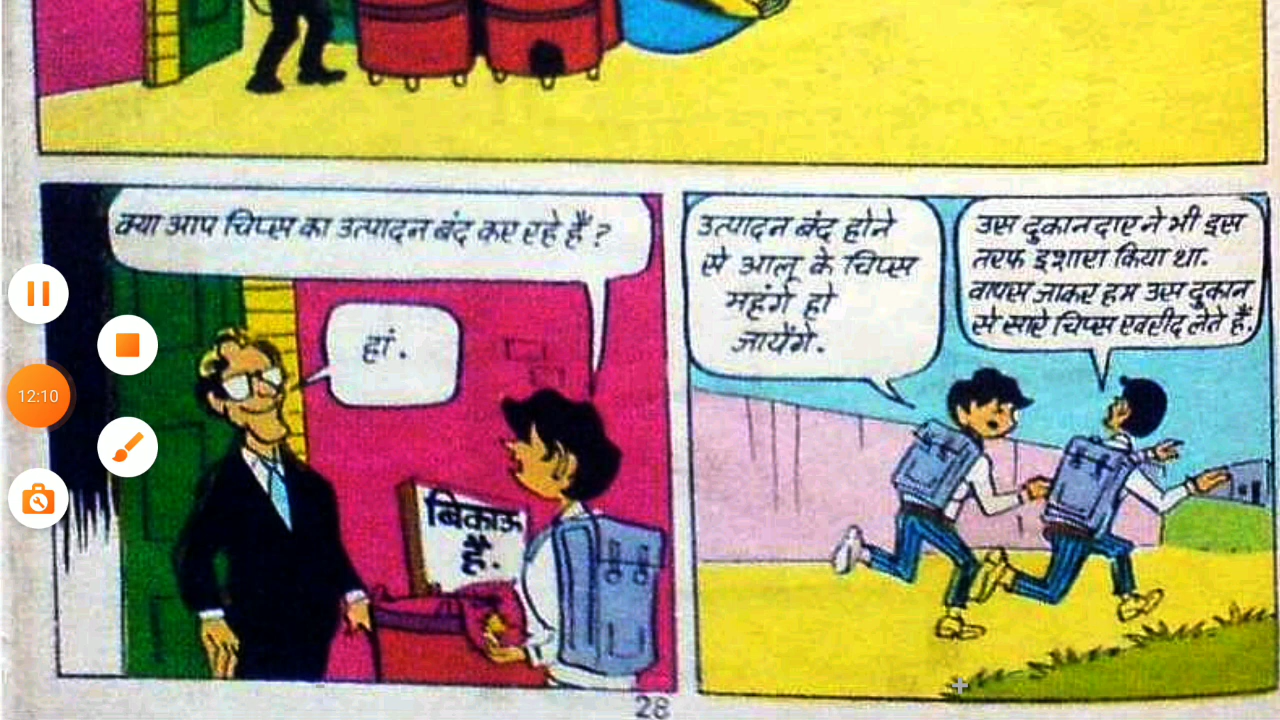 क्या आप चिप्स का उत्पादन बंद कर रहे हैं ?
हां.
बिकाऊ
है.
उत्पादन बंद होने
से आलू के चिप्स
महंगे हो
जायेंगे.
उस दुकानदार ने भी इस
तरफ इशारा किया था.
वापस जाकर हम उस दुकान
से सारे चिप्स खरीद लेते हैं.
28
12:10